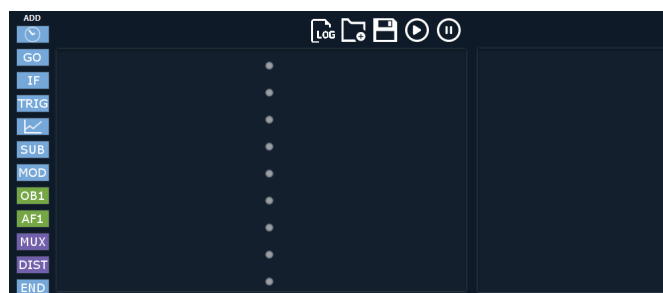 ADD
LOG
GO
IF
TRIG
SUB
MOD
OB1
AF1
MUX
DIST
END